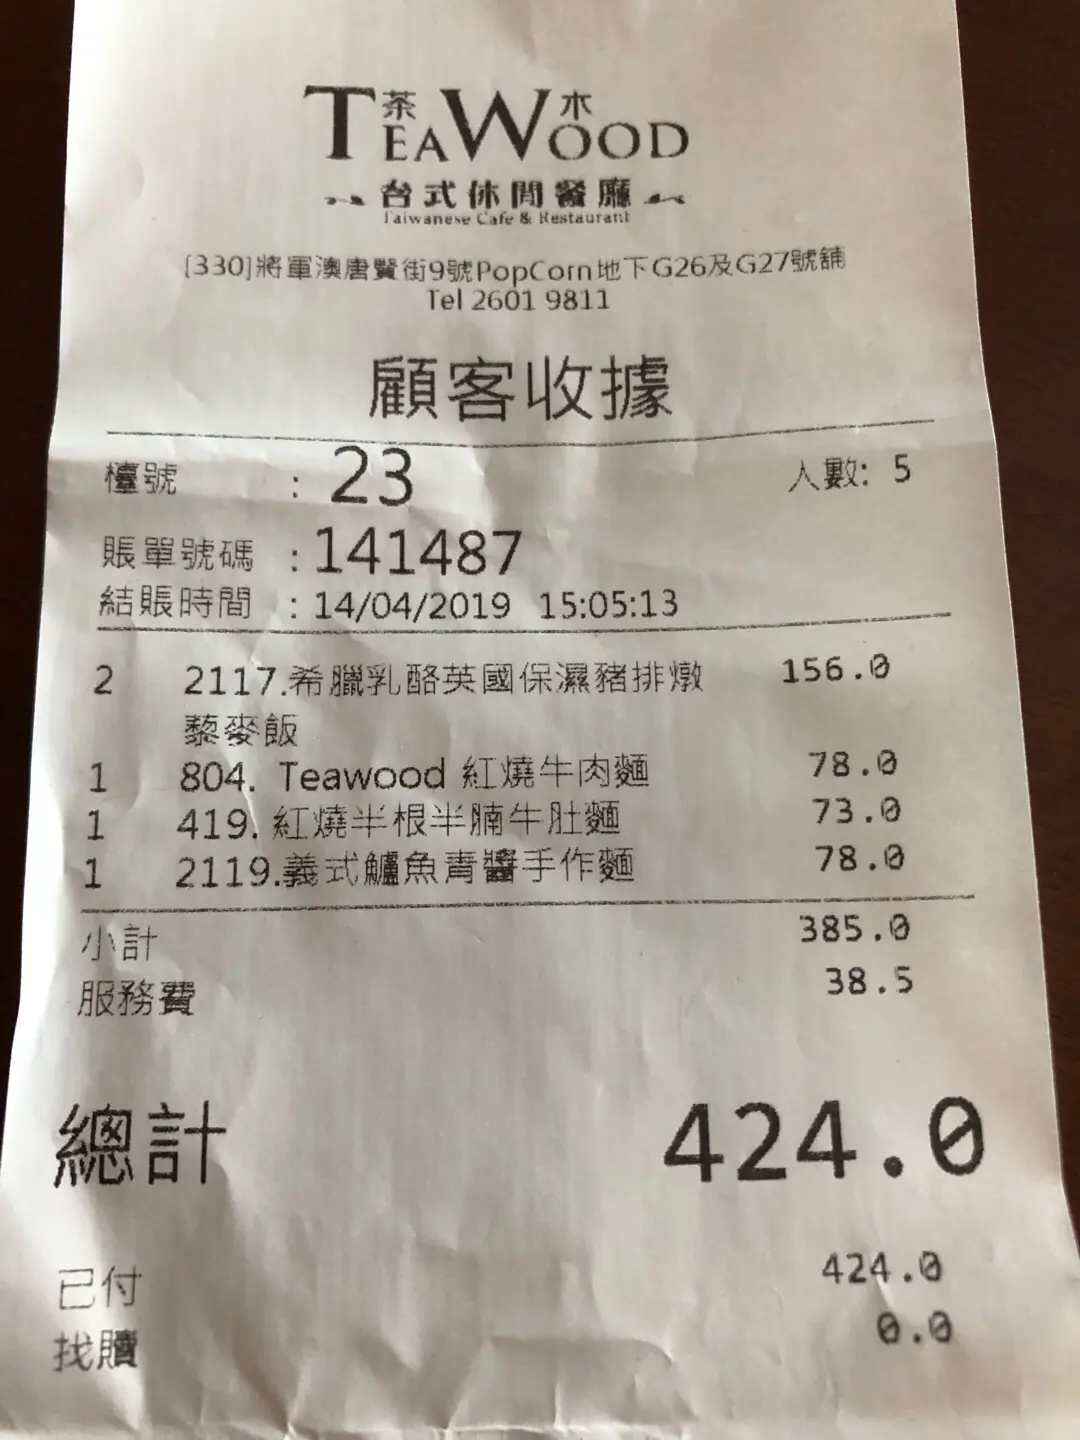 TEAWOOD 茶木
台式休閒餐廳
Taiwanese Cafe & Restaurant
[330]將軍澳唐賢街9號PopCorn地下G26及G27號舖
Tel 2601 9811
顧客收據
檯號 : 23 人數: 5
賬單號碼 : 141487
結賬時間 : 14/04/2019 15:05:13
2 2117.希臘乳酪英國保濕豬排燉 156.0
藜麥飯
1 804. Teawood 紅燒牛肉麵 78.0
1 419. 紅燒半根半腩牛肚麵 73.0
1 2119.義式鱸魚青醬手作麵 78.0
小計 385.0
服務費 38.5
總計 424.0
已付 424.0
找贖 0.0